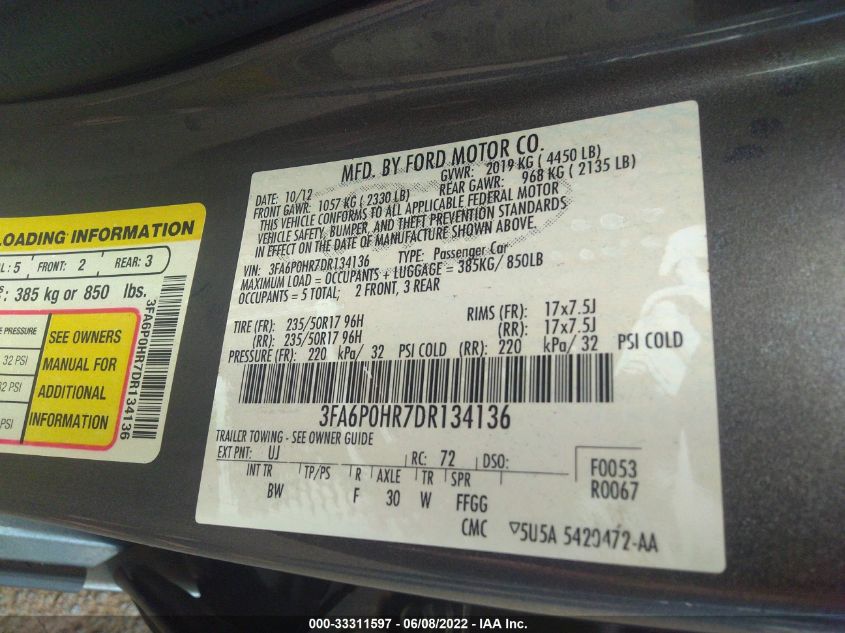 LOADING INFORMATION
L : 5 FRONT: 2 REAR: 3
: 385 kg or 850 lbs.
PRESSURE
32 PSI
32 PSI
PSI
SEE OWNERS
MANUAL FOR
ADDITIONAL
INFORMATION
3FA6P0HR7DR134136
MFD. BY FORD MOTOR CO.
DATE: 10/12 GVWR: 2019 KG ( 4450 LB)
FRONT GAWR: 1057 KG ( 2330 LB) REAR GAWR: 968 KG ( 2135 LB)
THIS VEHICLE CONFORMS TO ALL APPLICABLE FEDERAL MOTOR
VEHICLE SAFETY, BUMPER, AND THEFT PREVENTION STANDARDS
IN EFFECT ON THE DATE OF MANUFACTURE SHOWN ABOVE.
VIN: 3FA6P0HR7DR134136 TYPE: Passenger Car
MAXIMUM LOAD = OCCUPANTS + LUGGAGE = 385KG/ 850LB
OCCUPANTS = 5 TOTAL; 2 FRONT, 3 REAR
TIRE (FR): 235/50R17 96H RIMS (FR): 17x7.5J
(RR): 235/50R17 96H (RR): 17x7.5J
PRESSURE (FR): 220 kPa/ 32 PSI COLD (RR): 220 kPa/ 32 PSI COLD
3FA6P0HR7DR134136
TRAILER TOWING - SEE OWNER GUIDE
EXT PNT: UJ RC: 72 DSO: F0053
INT TR TP/PS R AXLE TR SPR R0067
BW F 30 W FFGG
CMC ▽5U5A 5420472-AA
000-33311597 - 06/08/2022 - IAA Inc.